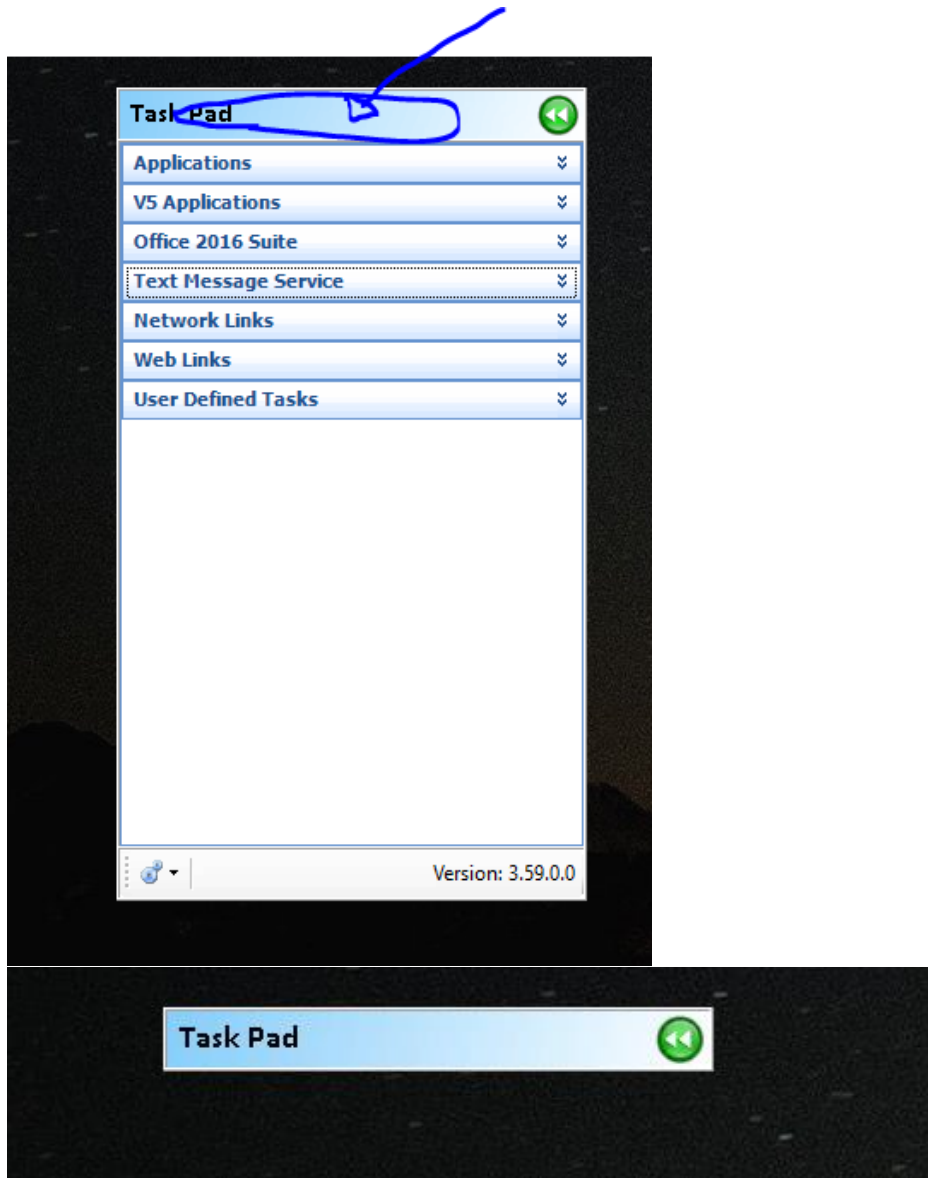 Task Pad
Applications
V5 Applications
Office 2016 Suite
Text Message Service
Network Links
Web Links
User Defined Tasks
Version: 3.59.0.0
Task Pad